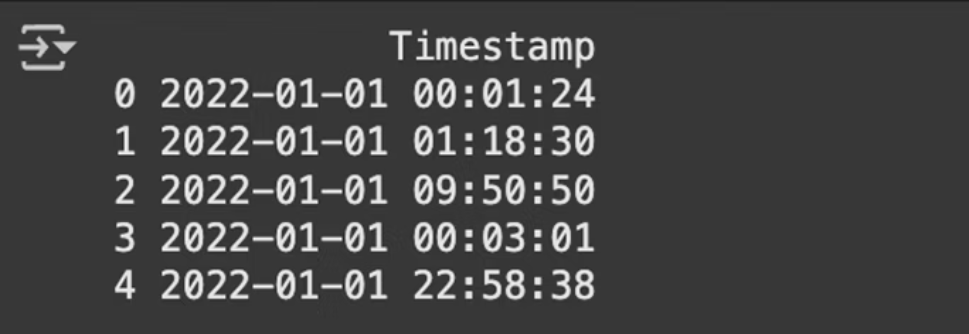 Timestamp
0 2022-01-01 00:01:24
1 2022-01-01 01:18:30
2 2022-01-01 09:50:50
3 2022-01-01 00:03:01
4 2022-01-01 22:58:38